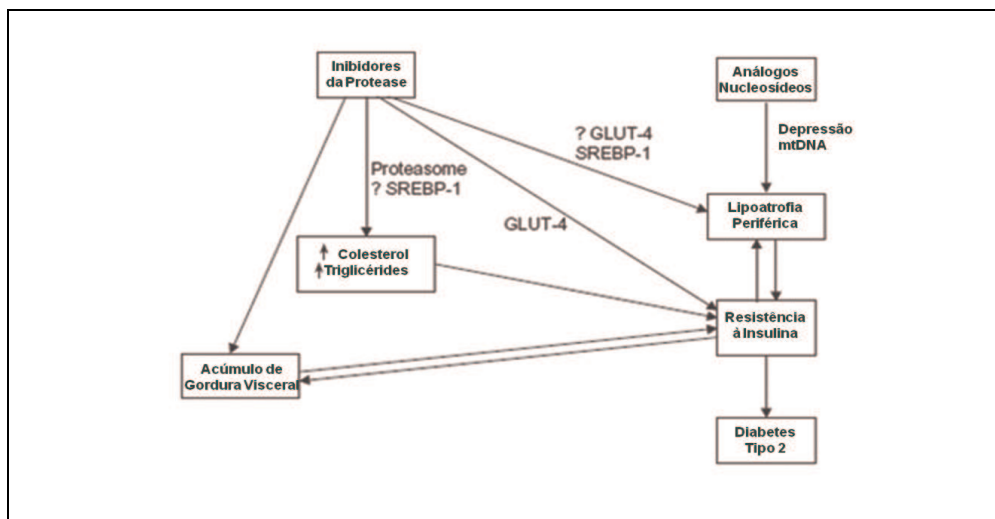 Inibidores
da Protease
Análogos
Nucleosídeos
Depressão
mtDNA
? GLUT-4
SREBP-1
Proteasome
? SREBP-1
Lipoatrofia
Periférica
GLUT-4
↑ Colesterol
↑Triglicérides
Resistência
à Insulina
Acúmulo de
Gordura Visceral
Diabetes
Tipo 2